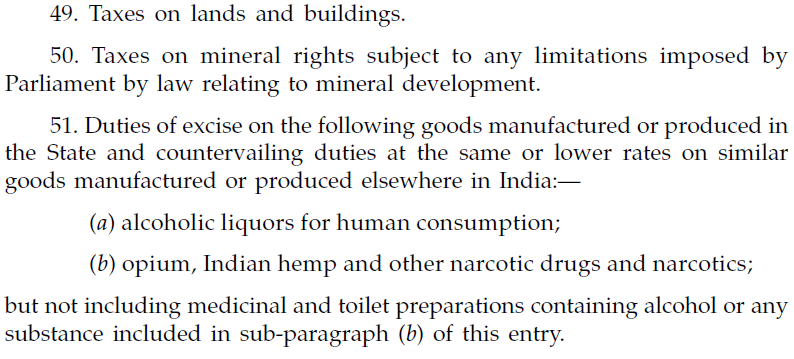 49. Taxes on lands and buildings.
50. Taxes on mineral rights subject to any limitations imposed by
Parliament by law relating to mineral development.
51. Duties of excise on the following goods manufactured or produced in
the State and countervailing duties at the same or lower rates on similar
goods manufactured or produced elsewhere in India:—
(a) alcoholic liquors for human consumption;
(b) opium, Indian hemp and other narcotic drugs and narcotics;
but not including medicinal and toilet preparations containing alcohol or any
substance included in sub-paragraph (b) of this entry.